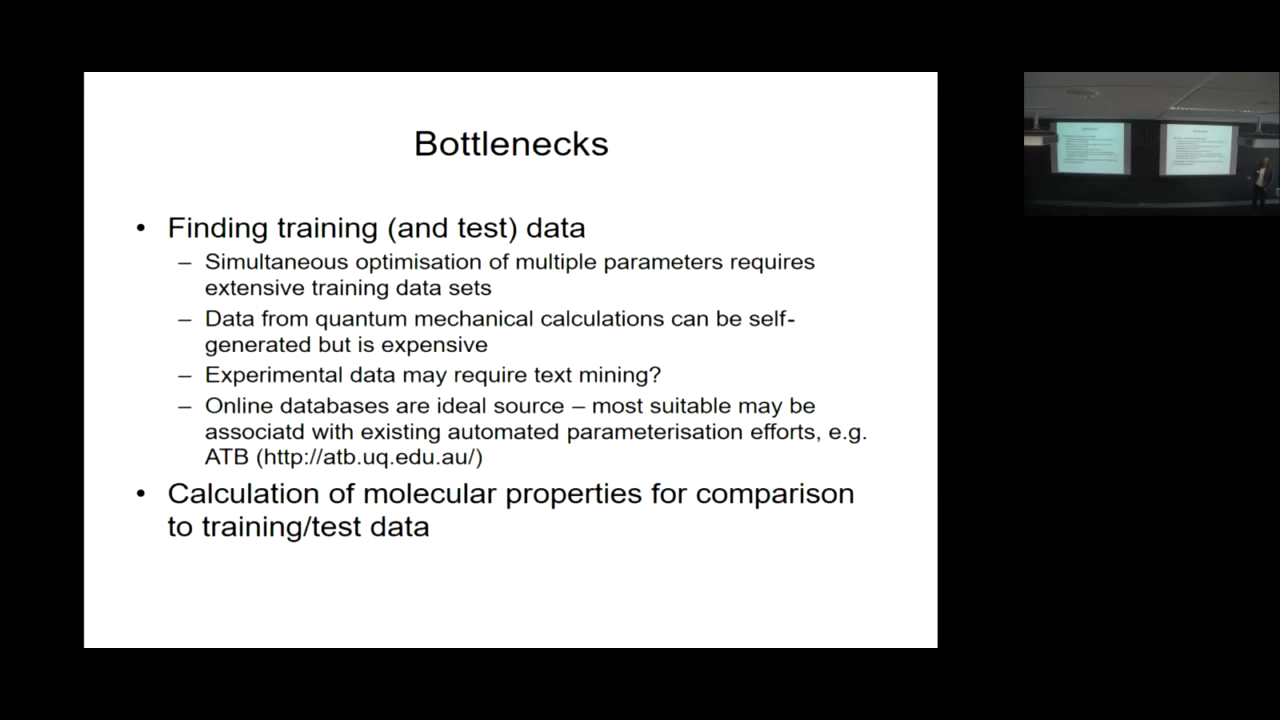 Bottlenecks
• Finding training (and test) data
– Simultaneous optimisation of multiple parameters requires
extensive training data sets
– Data from quantum mechanical calculations can be self-
generated but is expensive
– Experimental data may require text mining?
– Online databases are ideal source – most suitable may be
associatd with existing automated parameterisation efforts, e.g.
ATB (http://atb.uq.edu.au/)
• Calculation of molecular properties for comparison
to training/test data